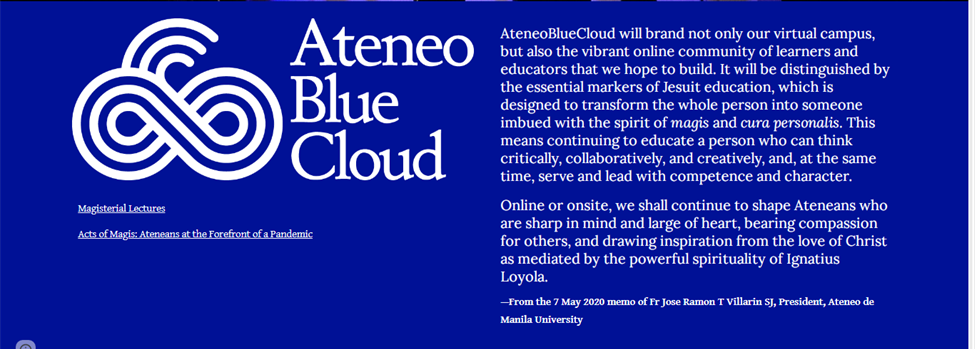 Ateneo
Blue
Cloud
Magisterial Lectures
Acts of Magis: Ateneans at the Forefront of a Pandemic
AteneoBlueCloud will brand not only our virtual campus,
but also the vibrant online community of learners and
educators that we hope to build. It will be distinguished by
the essential markers of Jesuit education, which is
designed to transform the whole person into someone
imbued with the spirit of magis and cura personalis. This
means continuing to educate a person who can think
critically, collaboratively, and creatively, and, at the same
time, serve and lead with competence and character.
Online or onsite, we shall continue to shape Ateneans who
are sharp in mind and large of heart, bearing compassion
for others, and drawing inspiration from the love of Christ
as mediated by the powerful spirituality of Ignatius
Loyola.
—From the 7 May 2020 memo of Fr Jose Ramon T Villarin SJ, President, Ateneo de
Manila University